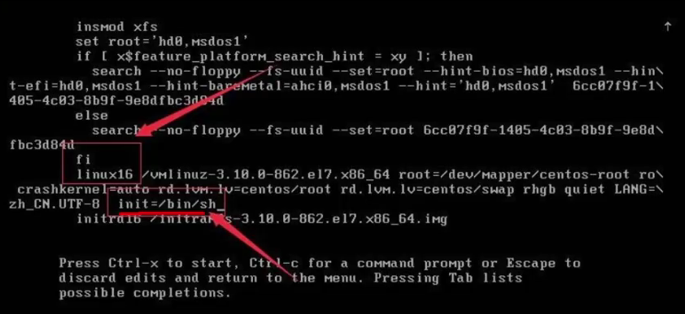 insmod xfs
set root='hd0,msdos1'
if [ x$feature_platform_search_hint = xy ]; then
search --no-floppy --fs-uuid --set=root --hint-bios=hd0,msdos1 --hin\
t-efi=hd0,msdos1 --hint-baremetal=ahci0,msdos1 --hint='hd0,msdos1' 6cc07f9f-1\
405-4c03-8b9f-9e8dfbc3d84d
else
search --no-floppy --fs-uuid --set=root 6cc07f9f-1405-4c03-8b9f-9e8d\
fbc3d84d
fi
linux16 /vmlinuz-3.10.0-862.el7.x86_64 root=/dev/mapper/centos-root ro\
crashkernel=auto rd.lvm.lv=centos/root rd.lvm.lv=centos/swap rhgb quiet LANG=\
zh_CN.UTF-8 init=/bin/sh_
initrd16 /initramfs-3.10.0-862.el7.x86_64.img
Press Ctrl-x to start, Ctrl-c for a command prompt or Escape to
discard edits and return to the menu. Pressing Tab lists
possible completions.